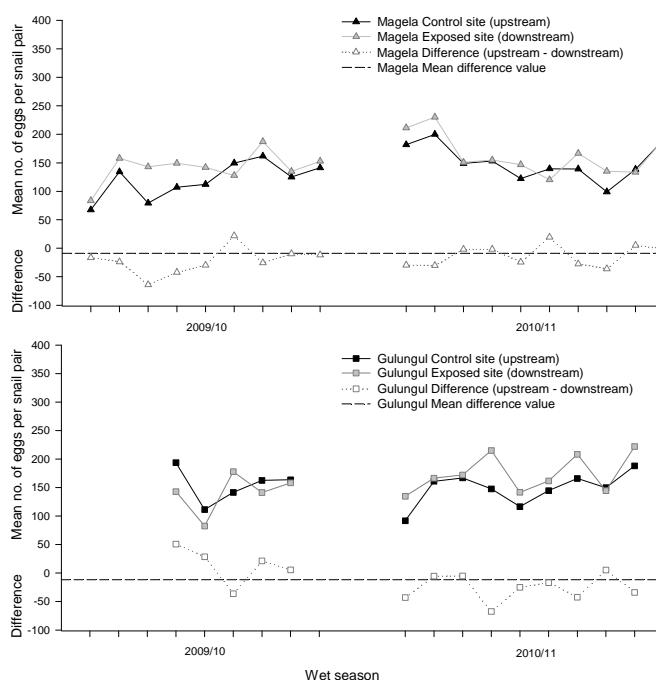 400
350
300
250
200
150
100
50
0
-50
-100
Mean no. of eggs per snail pair
Difference
Magela Control site (upstream)
Magela Exposed site (downstream)
Magela Difference (upstream - downstream)
Magela Mean difference value
2009/10
2010/11
400
350
300
250
200
150
100
50
0
-50
-100
Mean no. of eggs per snail pair
Difference
Gulungul Control site (upstream)
Gulungul Exposed site (downstream)
Gulungul Difference (upstream - downstream)
Gulungul Mean difference value
2009/10
2010/11
Wet season